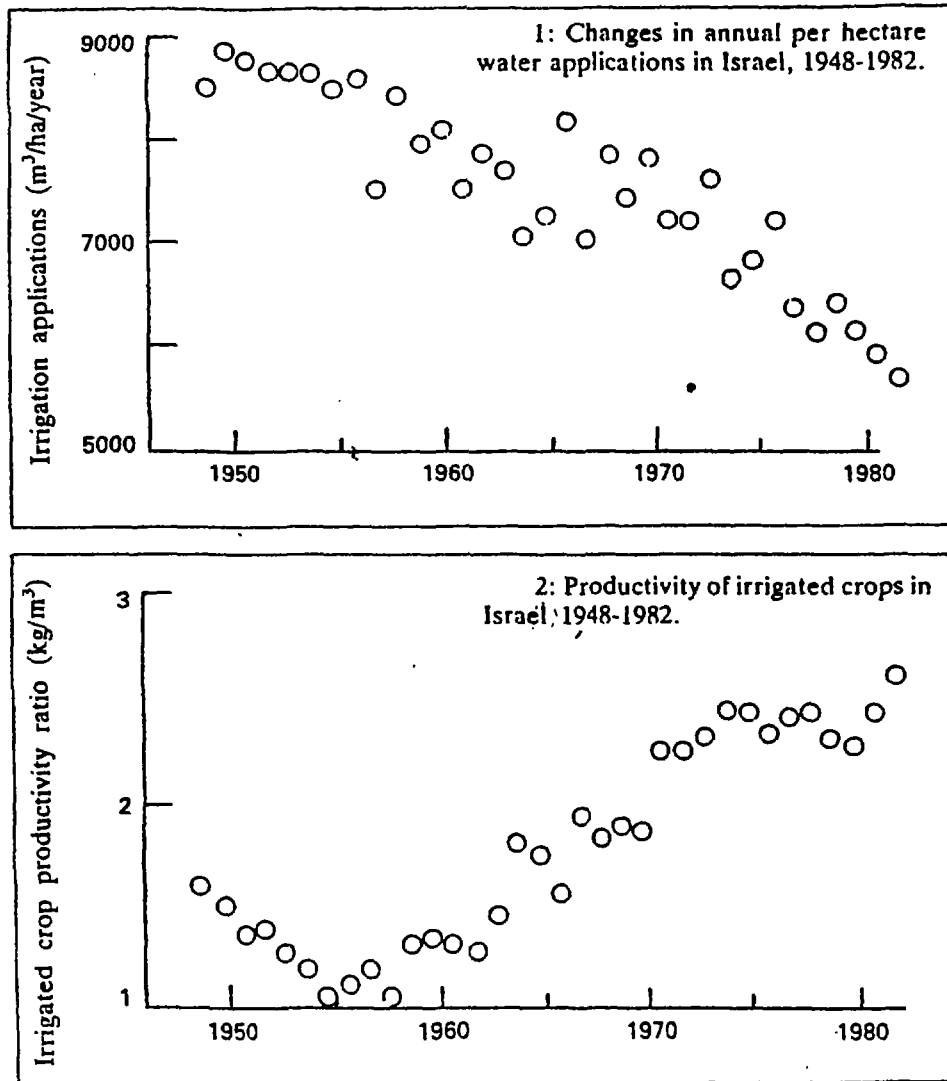 1: Changes in annual per hectare
water applications in Israel, 1948-1982.
Irrigation applications (m³/ha/year)
9000
7000
5000
1950 1960 1970 1980
2: Productivity of irrigated crops in
Israel, 1948-1982.
Irrigated crop productivity ratio (kg/m³)
3
2
1
1950 1960 1970 1980